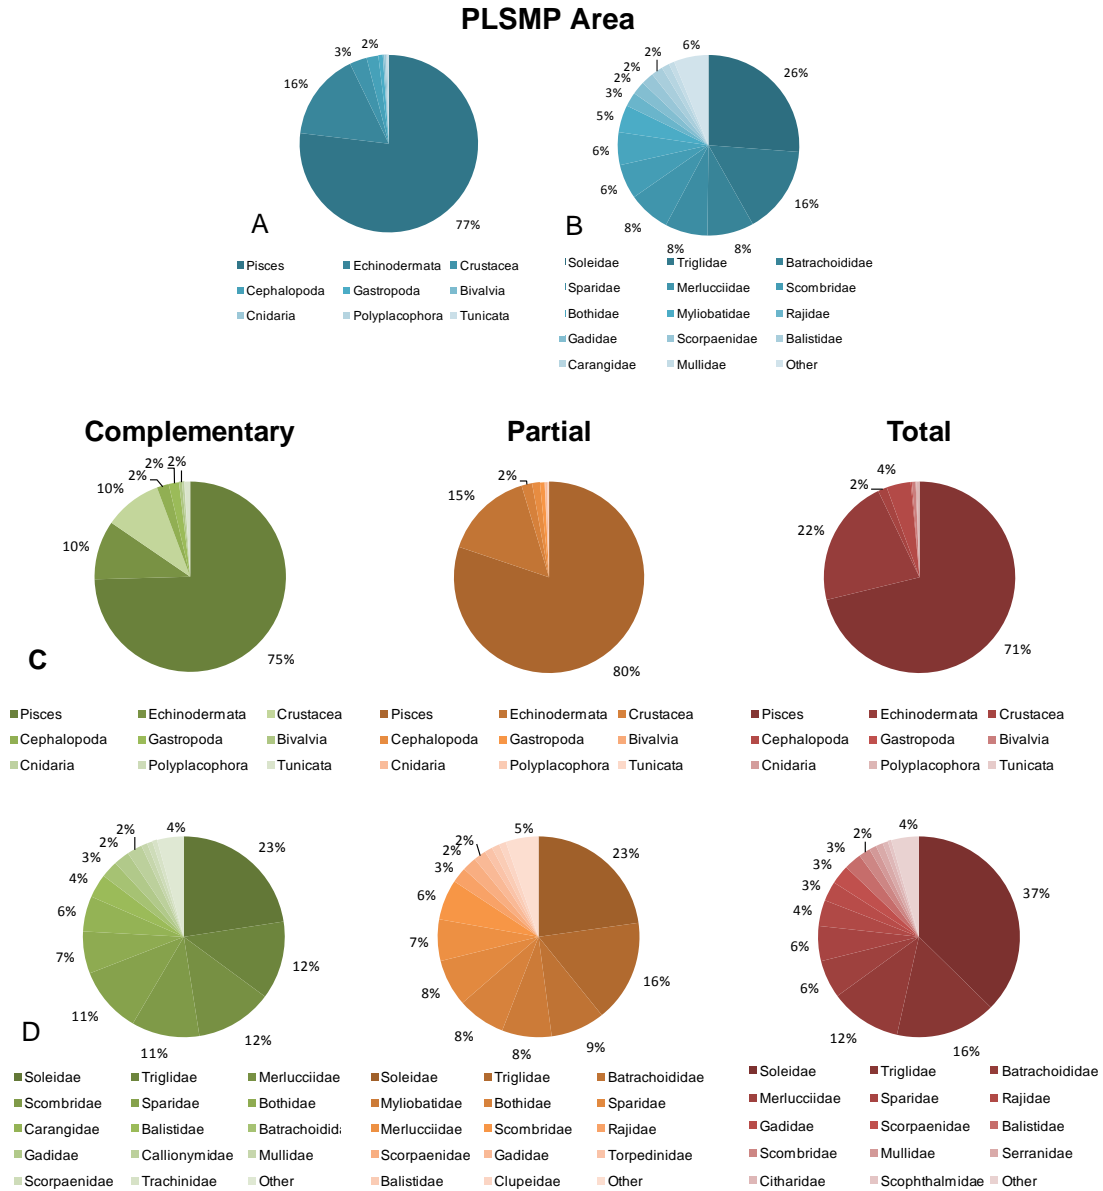 PLSMP Area
3% 2%
16%
77%
A
Pisces Echinodermata Crustacea
Cephalopoda Gastropoda Bivalvia
Cnidaria Polyplacophora Tunicata
6%
2%
2%
2%
3%
5%
6%
6%
8%
8%
8%
16%
26%
B
Soleidae Triglidae Batrachoididae
Sparidae Merlucciidae Scombridae
Bothidae Myliobatidae Rajidae
Gadidae Scorpaenidae Balistidae
Carangidae Mullidae Other
Complementary
2% 2%
2%
10%
10%
75%
C
Pisces Echinodermata Crustacea
Cephalopoda Gastropoda Bivalvia
Cnidaria Polyplacophora Tunicata
Partial
2%
15%
80%
Pisces Echinodermata Crustacea
Cephalopoda Gastropoda Bivalvia
Cnidaria Polyplacophora Tunicata
Total
4%
2%
22%
71%
Pisces Echinodermata Crustacea
Cephalopoda Gastropoda Bivalvia
Cnidaria Polyplacophora Tunicata
4%
2%
2%
3%
4%
6%
7%
11%
11%
12%
12%
23%
D
Soleidae Triglidae Merlucciidae
Scombridae Sparidae Bothidae
Carangidae Balistidae Batrachoidid
Gadidae Callionymidae Mullidae
Scorpaenidae Trachinidae Other
5%
2%
2%
3%
6%
7%
8%
8%
8%
9%
16%
23%
Soleidae Triglidae Batrachoididae
Myliobatidae Bothidae Sparidae
Merlucciidae Scombridae Rajidae
Scorpaenidae Gadidae Torpedinidae
Balistidae Clupeidae Other
4%
2%
3%
3%
3%
4%
6%
6%
12%
16%
37%
Soleidae Triglidae Batrachoididae
Merlucciidae Sparidae Rajidae
Gadidae Scorpaenidae Balistidae
Scombridae Mullidae Serranidae
Citharidae Scophthalmidae Other